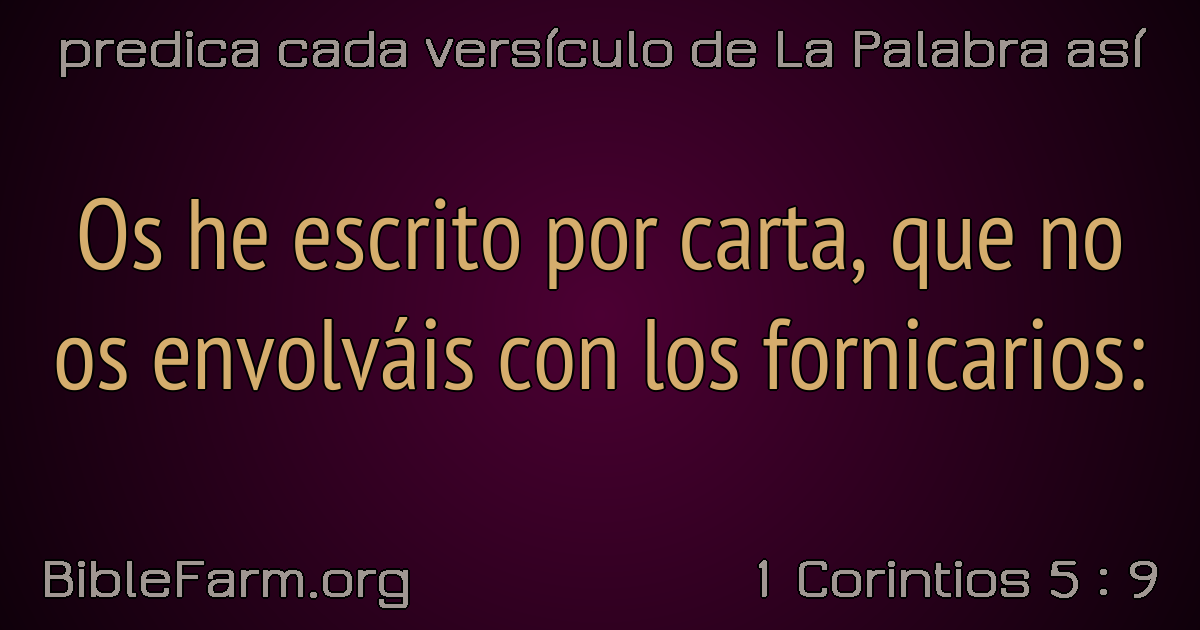 predica cada versículo de La Palabra así
Os he escrito por carta, que no
os envolváis con los fornicarios:
BibleFarm.org
1 Corintios 5 : 9